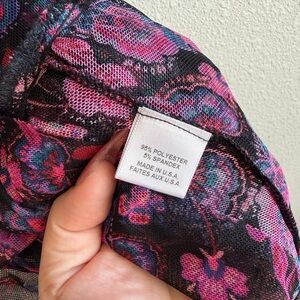 95% POLYESTER
5% SPANDEX
MADE IN U.S.A
FAITES AUX U.S.A